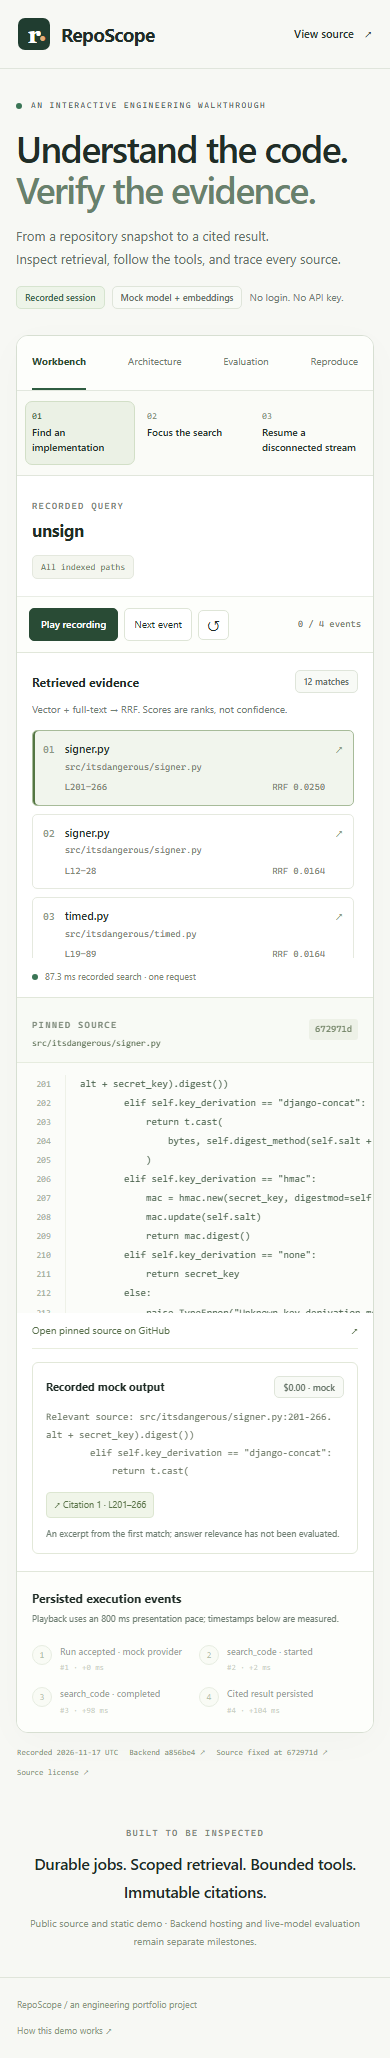 r.
RepoScope
View source ↗
AN INTERACTIVE ENGINEERING WALKTHROUGH
Understand the code.
Verify the evidence.
From a repository snapshot to a cited result.
Inspect retrieval, follow the tools, and trace every source.
Recorded session
Mock model + embeddings
No login. No API key.
Workbench
Architecture
Evaluation
Reproduce
01
Find an
implementation
02
Focus the search
03
Resume a
disconnected stream
RECORDED QUERY
unsign
All indexed paths
Play recording
Next event
↺
0 / 4 events
Retrieved evidence
12 matches
Vector + full-text → RRF. Scores are ranks, not confidence.
01 signer.py ↗
src/itsdangerous/signer.py
L201–266 RRF 0.0250
02 signer.py ↗
src/itsdangerous/signer.py
L12–28 RRF 0.0164
03 timed.py ↗
src/itsdangerous/timed.py
L19–89 RRF 0.0164
87.3 ms recorded search · one request
PINNED SOURCE
src/itsdangerous/signer.py
672971d
201 alt + secret_key).digest())
202 elif self.key_derivation == "django-concat":
203 return t.cast(
204 bytes, self.digest_method(self.salt +
205 )
206 elif self.key_derivation == "hmac":
207 mac = hmac.new(secret_key, digestmod=self
208 mac.update(self.salt)
209 return mac.digest()
210 elif self.key_derivation == "none":
211 return secret_key
212 else:
213 raise TypeError("Unknown key derivation m
Open pinned source on GitHub ↗
Recorded mock output
$0.00 · mock
Relevant source: src/itsdangerous/signer.py:201-266.
alt + secret_key).digest())
elif self.key_derivation == "django-concat":
return t.cast(
↗ Citation 1 · L201–266
An excerpt from the first match; answer relevance has not been evaluated.
Persisted execution events
Playback uses an 800 ms presentation pace; timestamps below are measured.
1 Run accepted · mock provider
#1 · +0 ms
2 search_code · started
#2 · +2 ms
3 search_code · completed
#3 · +98 ms
4 Cited result persisted
#4 · +104 ms
Recorded 2026-11-17 UTC Backend a856be4 ↗ Source fixed at 672971d ↗
Source license ↗
BUILT TO BE INSPECTED
Durable jobs. Scoped retrieval. Bounded tools.
Immutable citations.
Public source and static demo · Backend hosting and live-model evaluation
remain separate milestones.
RepoScope / an engineering portfolio project
How this demo works ↗